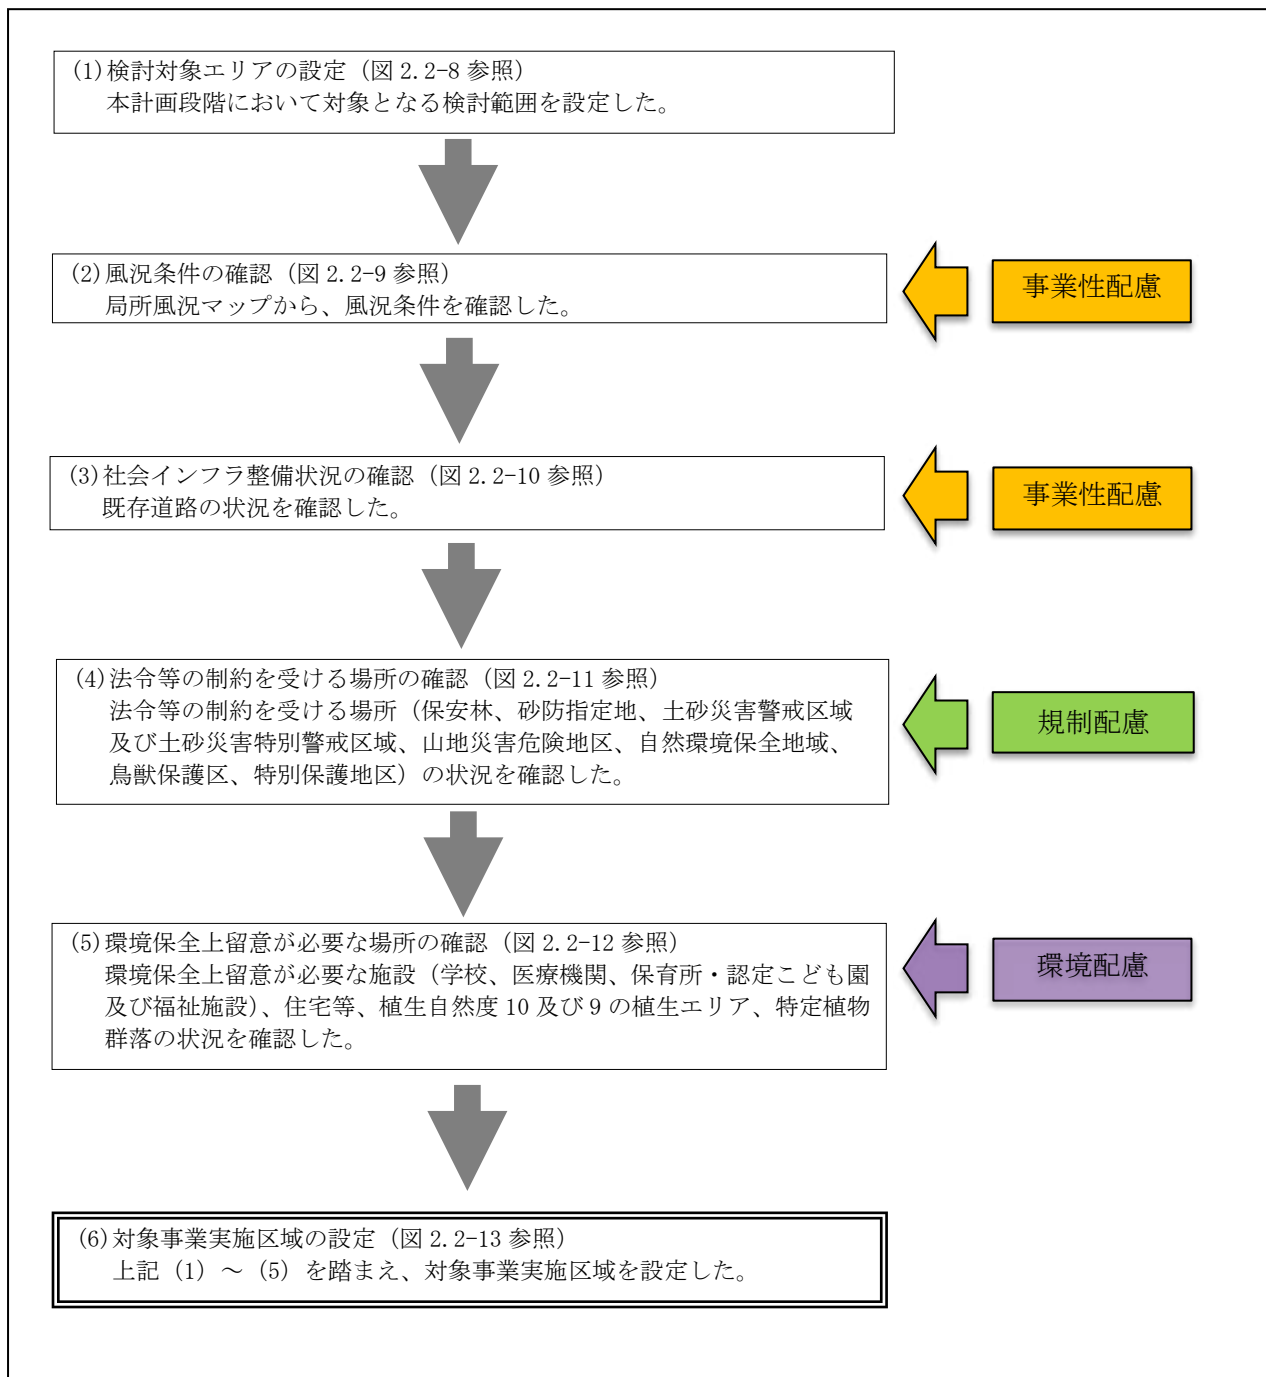 (1)検討対象エリアの設定（図 2.2-8 参照）
本計画段階において対象となる検討範囲を設定した。
(2)風況条件の確認（図 2.2-9 参照）
局所風況マップから、風況条件を確認した。
事業性配慮
(3)社会インフラ整備状況の確認（図 2.2-10 参照）
既存道路の状況を確認した。
事業性配慮
(4)法令等の制約を受ける場所の確認（図 2.2-11 参照）
法令等の制約を受ける場所（保安林、砂防指定地、土砂災害警戒区域
及び土砂災害特別警戒区域、山地災害危険地区、自然環境保全地域、
鳥獣保護区、特別保護地区）の状況を確認した。
規制配慮
(5)環境保全上留意が必要な場所の確認（図 2.2-12 参照）
環境保全上留意が必要な施設（学校、医療機関、保育所・認定こども園
及び福祉施設）、住宅等、植生自然度 10 及び 9 の植生エリア、特定植物
群落の状況を確認した。
環境配慮
(6)対象事業実施区域の設定（図 2.2-13 参照）
上記（1）～（5）を踏まえ、対象事業実施区域を設定した。